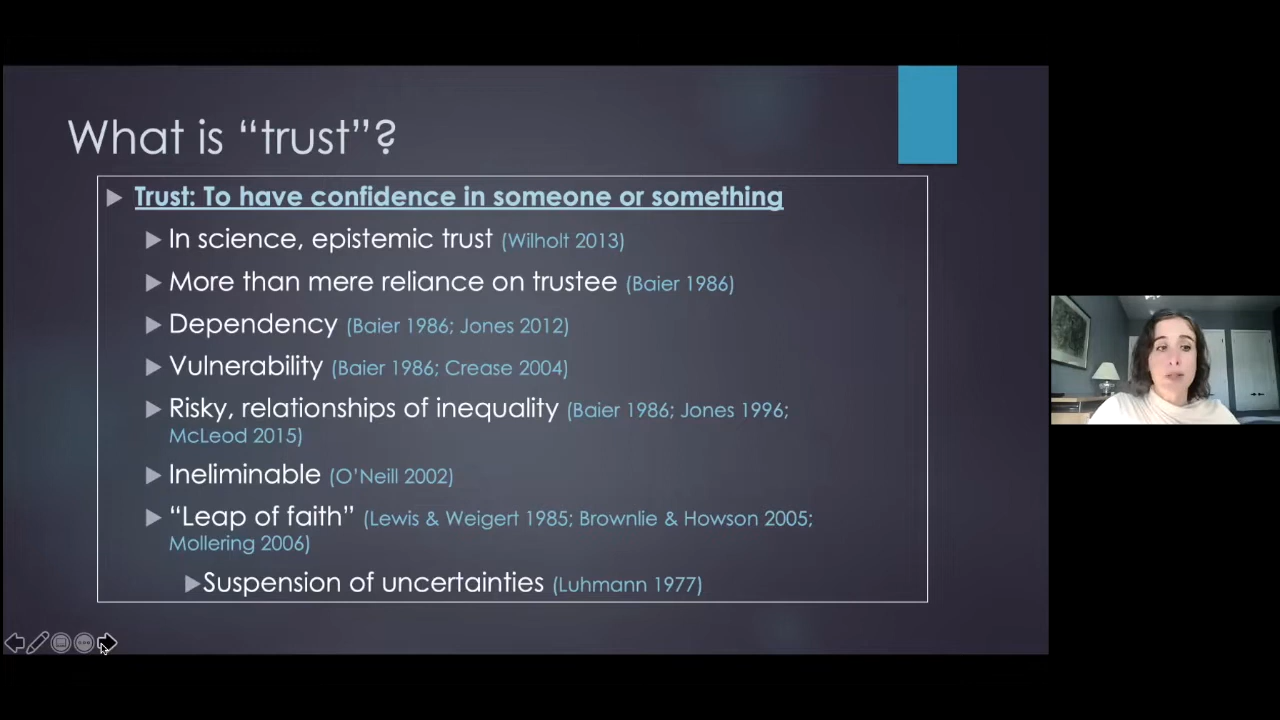 What is “trust”?
Trust: To have confidence in someone or something
In science, epistemic trust (Wilholt 2013)
More than mere reliance on trustee (Baier 1986)
Dependency (Baier 1986; Jones 2012)
Vulnerability (Baier 1986; Crease 2004)
Risky, relationships of inequality (Baier 1986; Jones 1996;
McLeod 2015)
Ineliminable (O’Neill 2002)
“Leap of faith” (Lewis & Weigert 1985; Brownlie & Howson 2005;
Mollering 2006)
Suspension of uncertainties (Luhmann 1977)